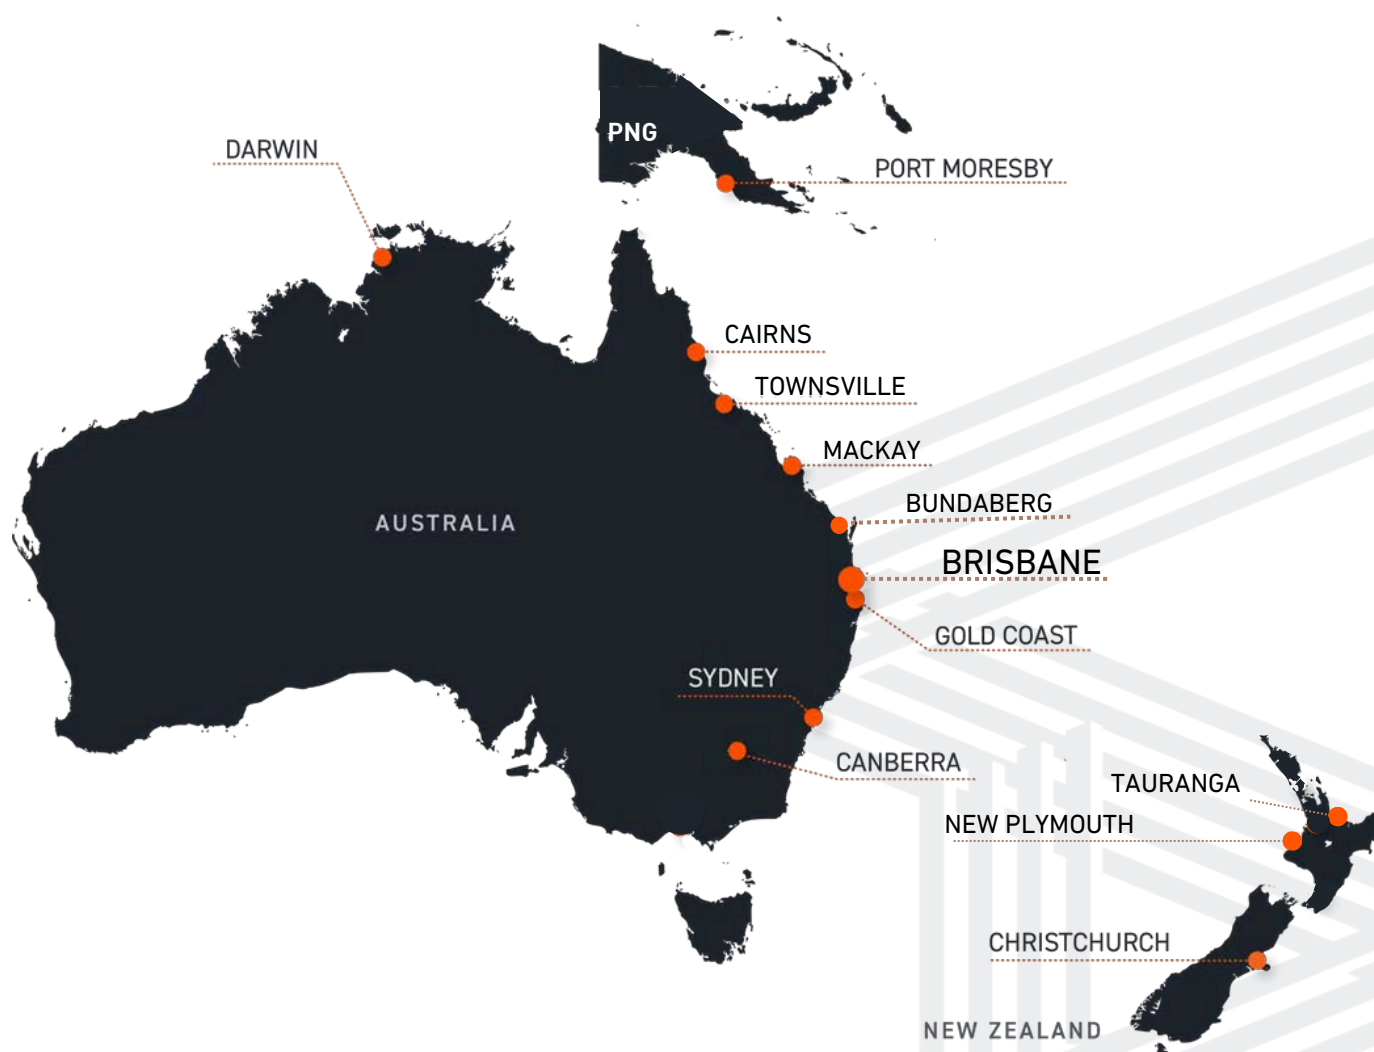 PNG
DARWIN
PORT MORESBY
CAIRNS
TOWNSVILLE
MACKAY
BUNDABERG
AUSTRALIA
BRISBANE
GOLD COAST
SYDNEY
CANBERRA
TAURANGA
NEW PLYMOUTH
CHRISTCHURCH
NEW ZEALAND